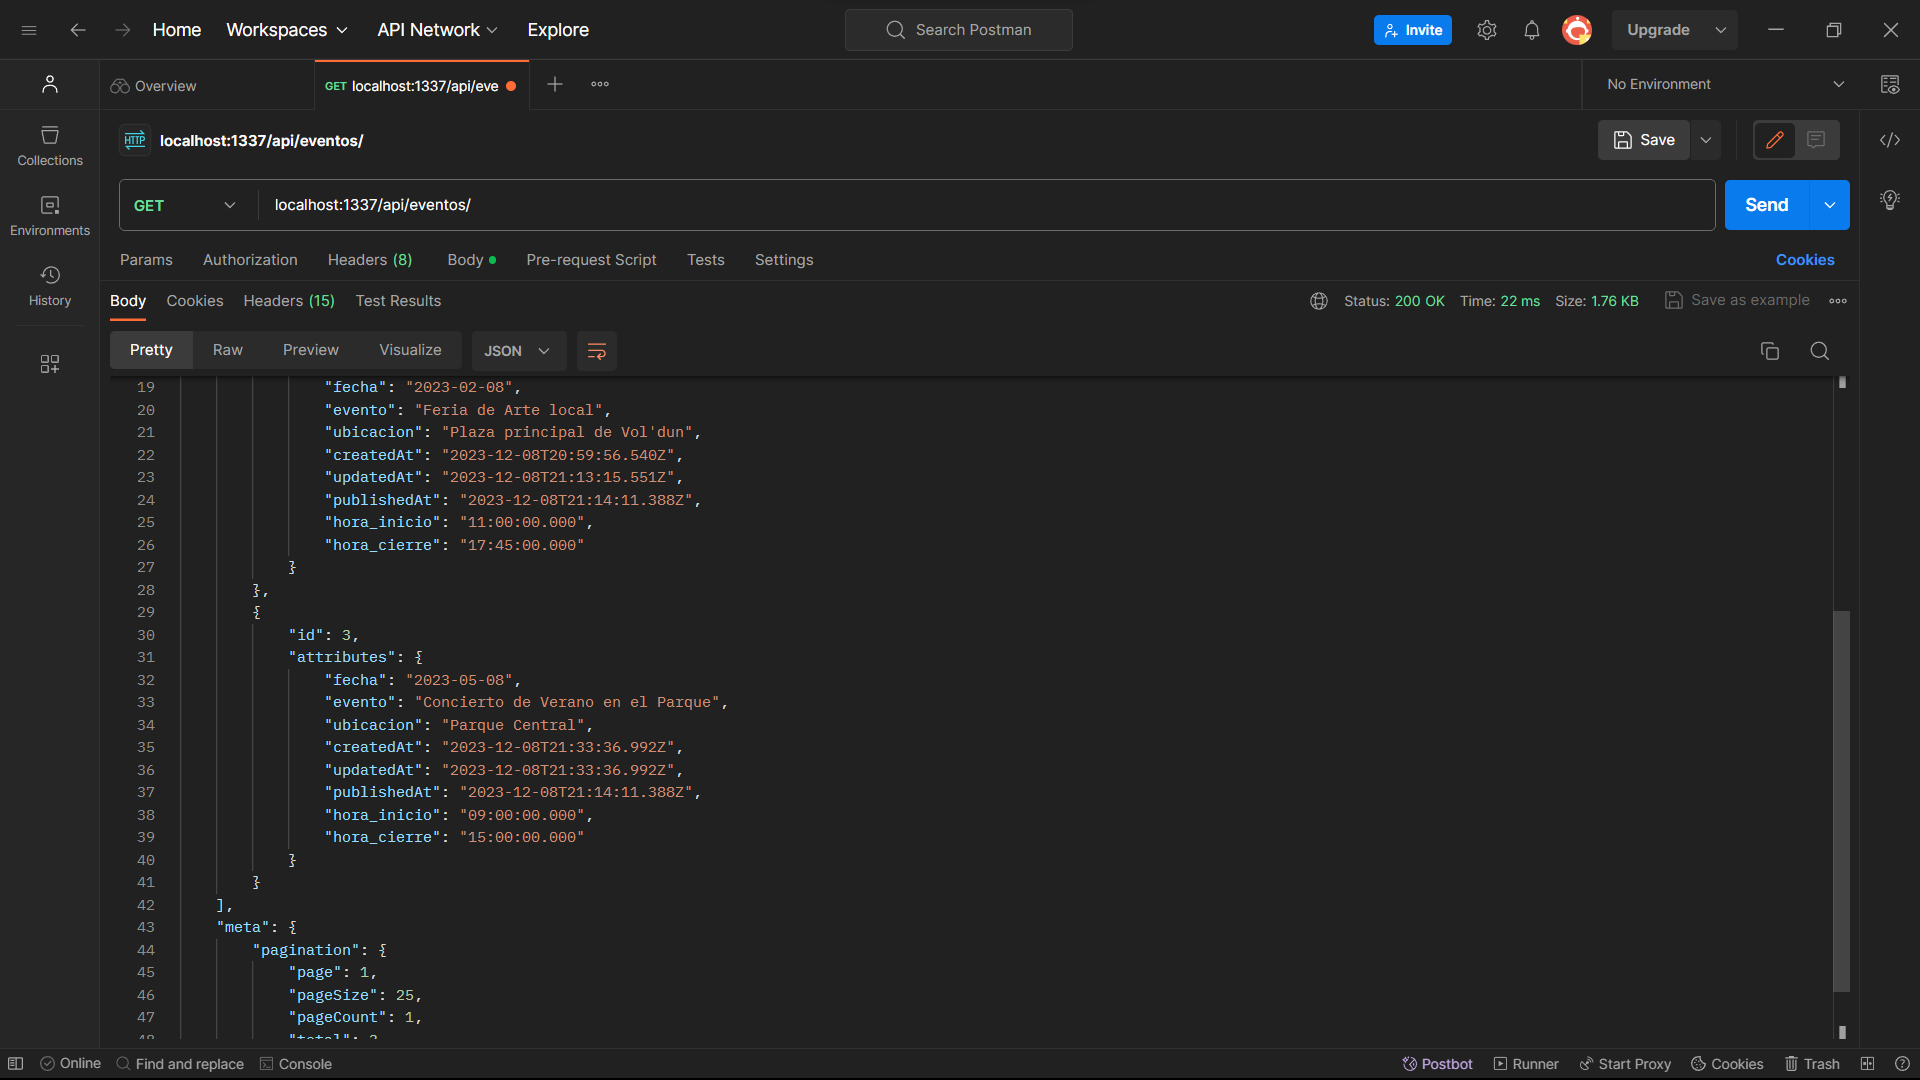 Home Workspaces API Network Explore Search Postman Invite Upgrade
Overview GET localhost:1337/api/eve No Environment
HTTP localhost:1337/api/eventos/ Save
Collections
GET localhost:1337/api/eventos/ Send
Environments
Params Authorization Headers (8) Body Pre-request Script Tests Settings Cookies
History
Body Cookies Headers (15) Test Results Status: 200 OK Time: 22 ms Size: 1.76 KB Save as example
Pretty Raw Preview Visualize JSON
19 "fecha": "2023-02-08",
20 "evento": "Feria de Arte local",
21 "ubicacion": "Plaza principal de Vol'dun",
22 "createdAt": "2023-12-08T20:59:56.540Z",
23 "updatedAt": "2023-12-08T21:13:15.551Z",
24 "publishedAt": "2023-12-08T21:14:11.388Z",
25 "hora_inicio": "11:00:00.000",
26 "hora_cierre": "17:45:00.000"
27 }
28 },
29 {
30 "id": 3,
31 "attributes": {
32 "fecha": "2023-05-08",
33 "evento": "Concierto de Verano en el Parque",
34 "ubicacion": "Parque Central",
35 "createdAt": "2023-12-08T21:33:36.992Z",
36 "updatedAt": "2023-12-08T21:33:36.992Z",
37 "publishedAt": "2023-12-08T21:14:11.388Z",
38 "hora_inicio": "09:00:00.000",
39 "hora_cierre": "15:00:00.000"
40 }
41 }
42 ],
43 "meta": {
44 "pagination": {
45 "page": 1,
46 "pageSize": 25,
47 "pageCount": 1,
48 "total":
Online Find and replace Console Postbot Runner Start Proxy Cookies Trash